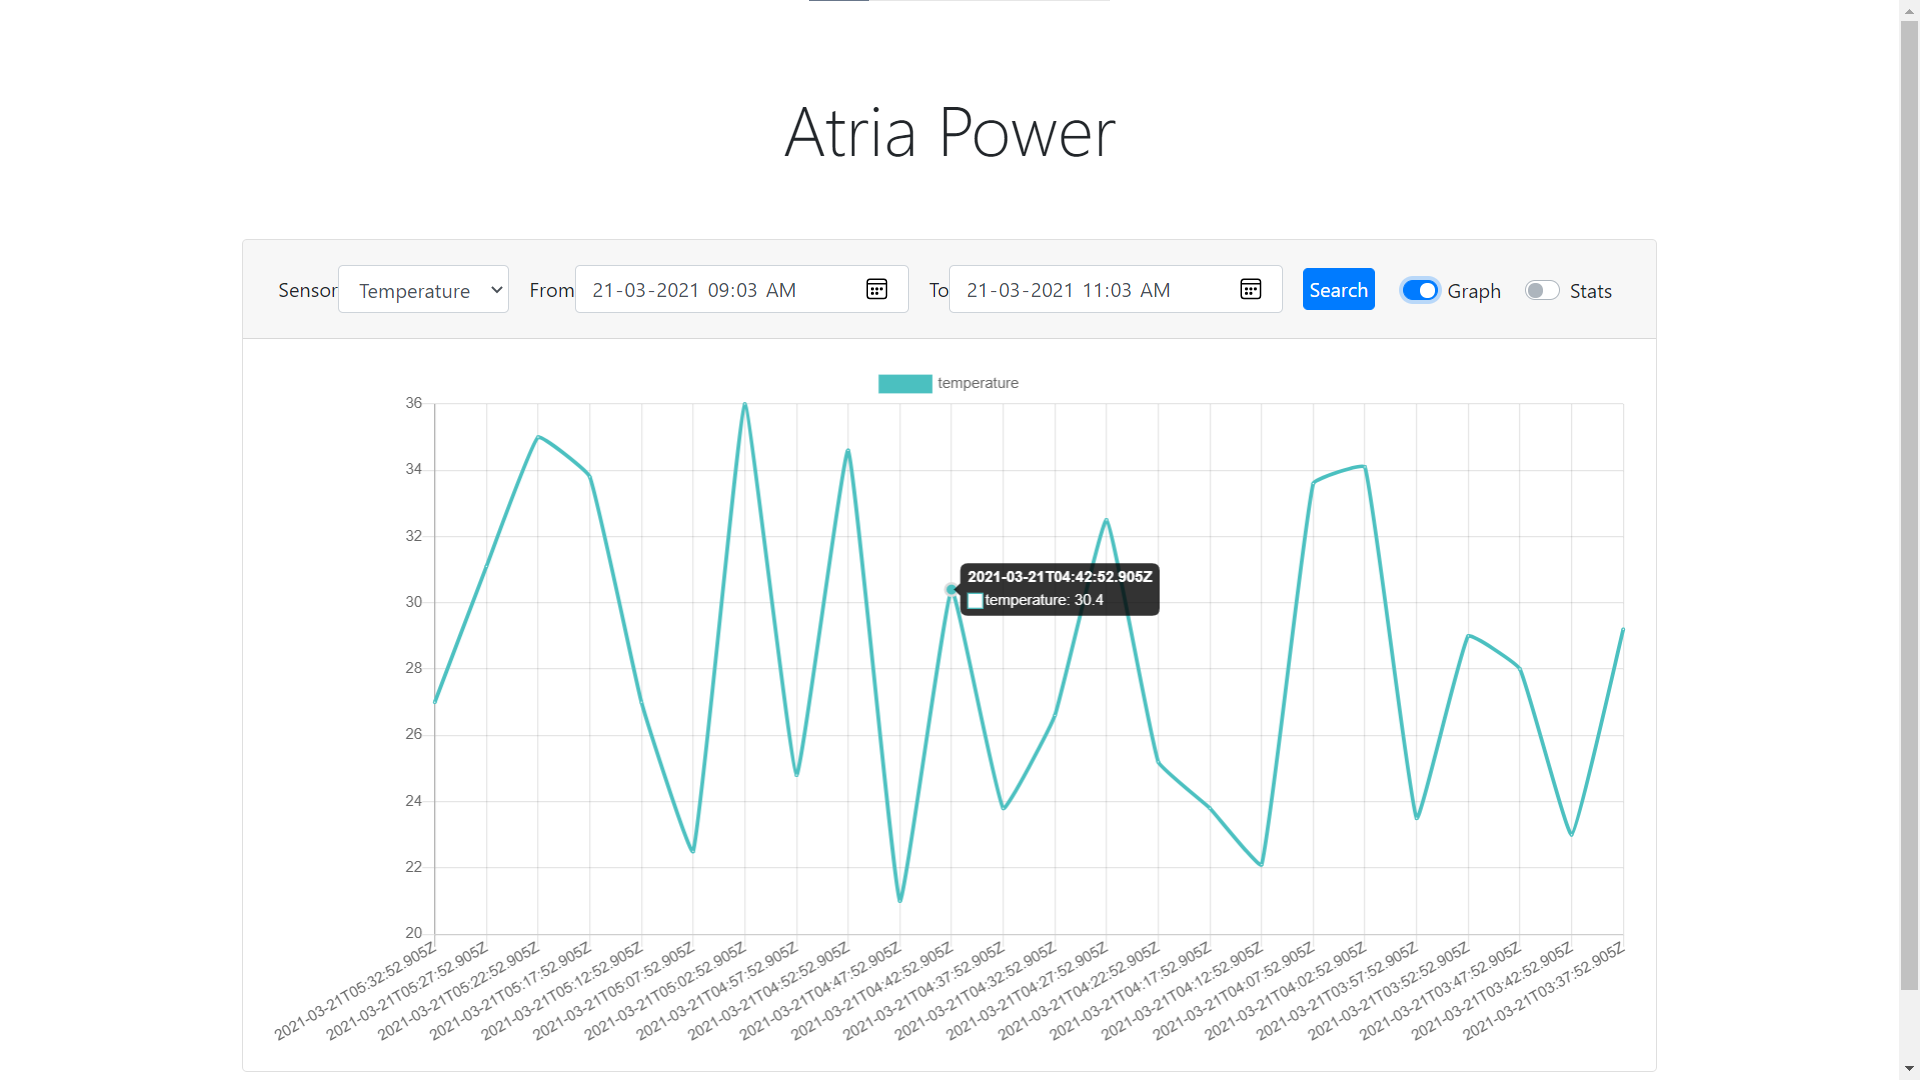 Atria Power
Sensor Temperature From 21-03-2021 09:03 AM To 21-03-2021 11:03 AM Search Graph Stats
temperature
36
34
32
30
28
26
24
22
20
2021-03-21T04:42:52.905Z
temperature: 30.4
2021-03-21T05:32:52.905Z
2021-03-21T05:27:52.905Z
2021-03-21T05:22:52.905Z
2021-03-21T05:17:52.905Z
2021-03-21T05:12:52.905Z
2021-03-21T05:07:52.905Z
2021-03-21T05:02:52.905Z
2021-03-21T04:57:52.905Z
2021-03-21T04:52:52.905Z
2021-03-21T04:47:52.905Z
2021-03-21T04:42:52.905Z
2021-03-21T04:37:52.905Z
2021-03-21T04:32:52.905Z
2021-03-21T04:27:52.905Z
2021-03-21T04:22:52.905Z
2021-03-21T04:17:52.905Z
2021-03-21T04:12:52.905Z
2021-03-21T04:07:52.905Z
2021-03-21T04:02:52.905Z
2021-03-21T03:57:52.905Z
2021-03-21T03:52:52.905Z
2021-03-21T03:47:52.905Z
2021-03-21T03:42:52.905Z
2021-03-21T03:37:52.905Z